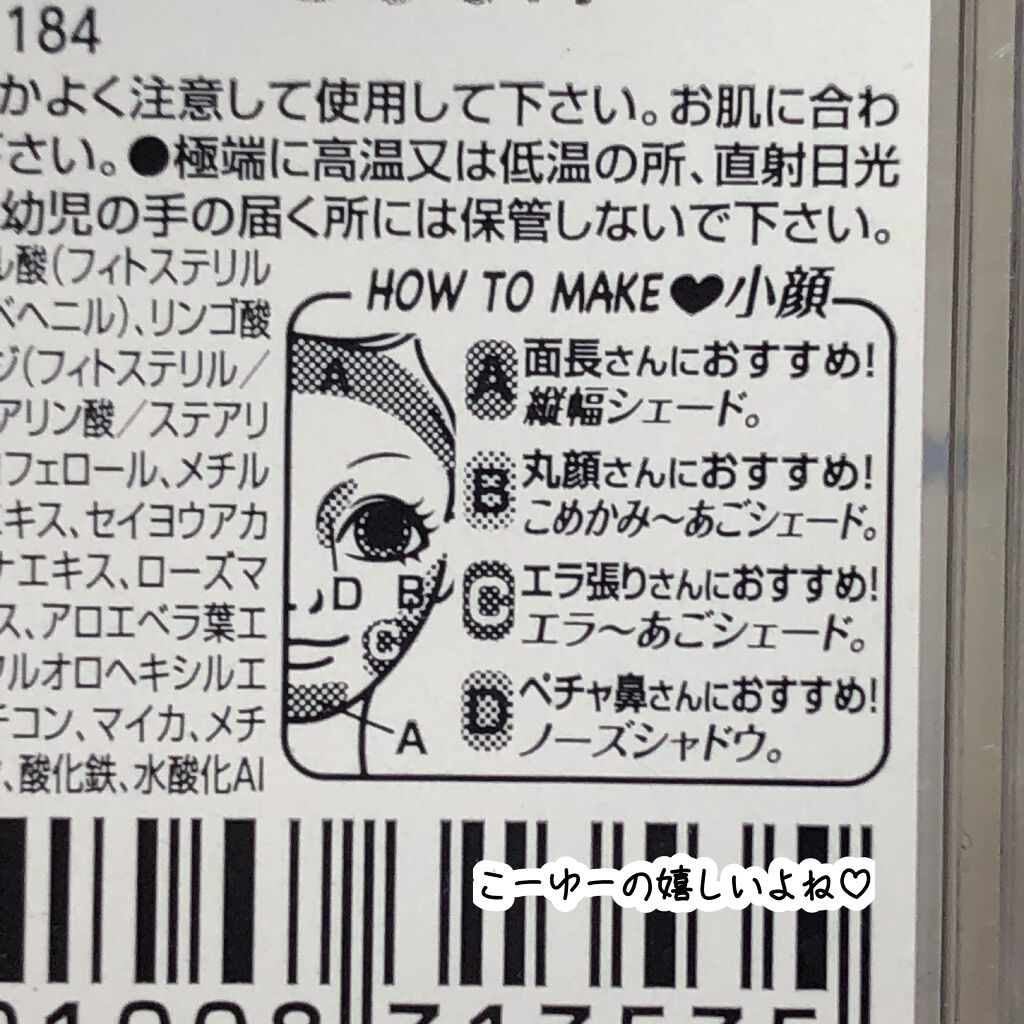 184
かよく注意して使用して下さい。お肌に合わ
さい。●極端に高温又は低温の所、直射日光
幼児の手の届く所には保管しないで下さい。
ル酸(フィトステリル
ベヘニル)、リンゴ酸
ジ(フィトステリル/
アリン酸/ステアリ
フェロール、メチル
エキス、セイヨウアカ
ナエキス、ローズマ
ス、アロエベラ葉エ
フルオロヘキシルエ
チコン、マイカ、メチ
、酸化鉄、水酸化Al
HOW TO MAKE♥小顔
A
D B
C
A
A 面長さんにおすすめ!
縦幅シェード。
B 丸顔さんにおすすめ!
こめかみ〜あごシェード。
C エラ張りさんにおすすめ!
エラ〜あごシェード。
D ペチャ鼻さんにおすすめ!
ノーズシャドウ。
こーゆーの嬉しいよね♡